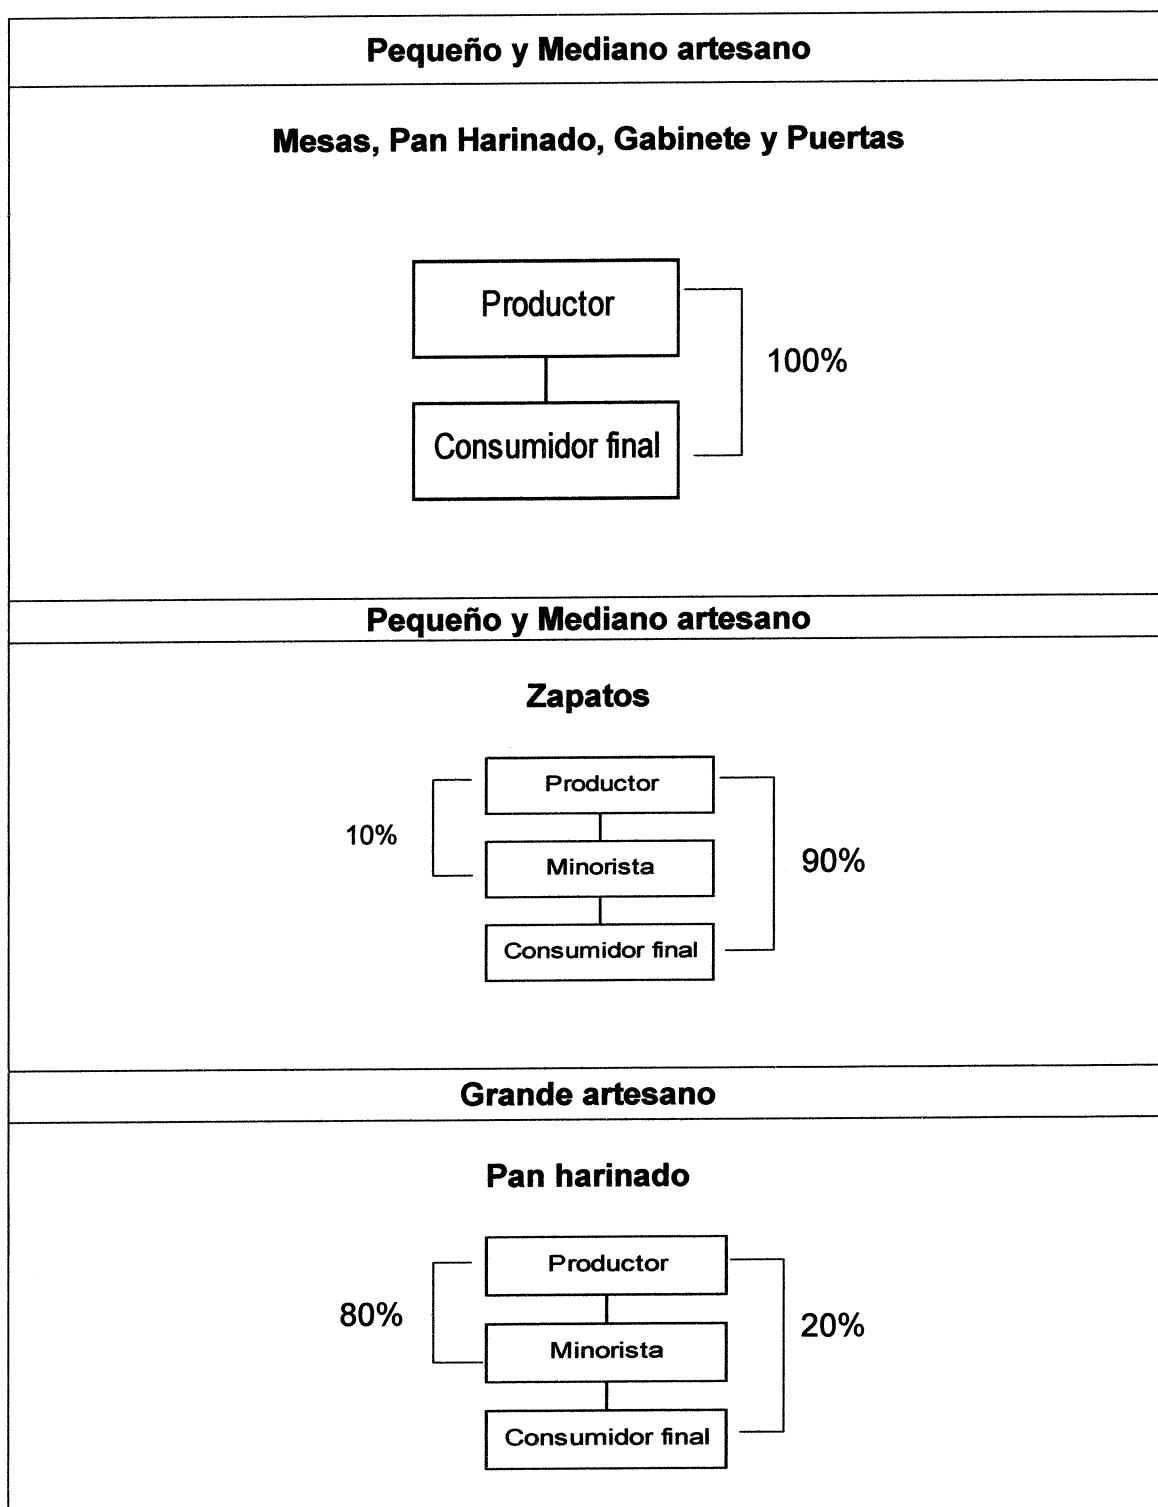 Pequeño y Mediano artesano
Mesas, Pan Harinado, Gabinete y Puertas
Productor
100%
Consumidor final
Pequeño y Mediano artesano
Zapatos
Productor
10%
Minorista
90%
Consumidor final
Grande artesano
Pan harinado
Productor
80%
Minorista
20%
Consumidor final